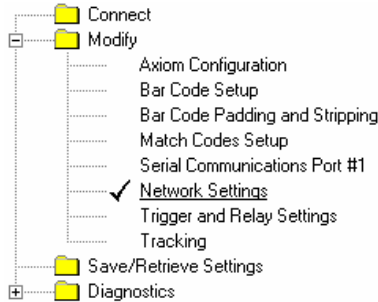 Connect
Modify
Axiom Configuration
Bar Code Setup
Bar Code Padding and Stripping
Match Codes Setup
Serial Communications Port #1
Network Settings
Trigger and Relay Settings
Tracking
Save/Retrieve Settings
Diagnostics